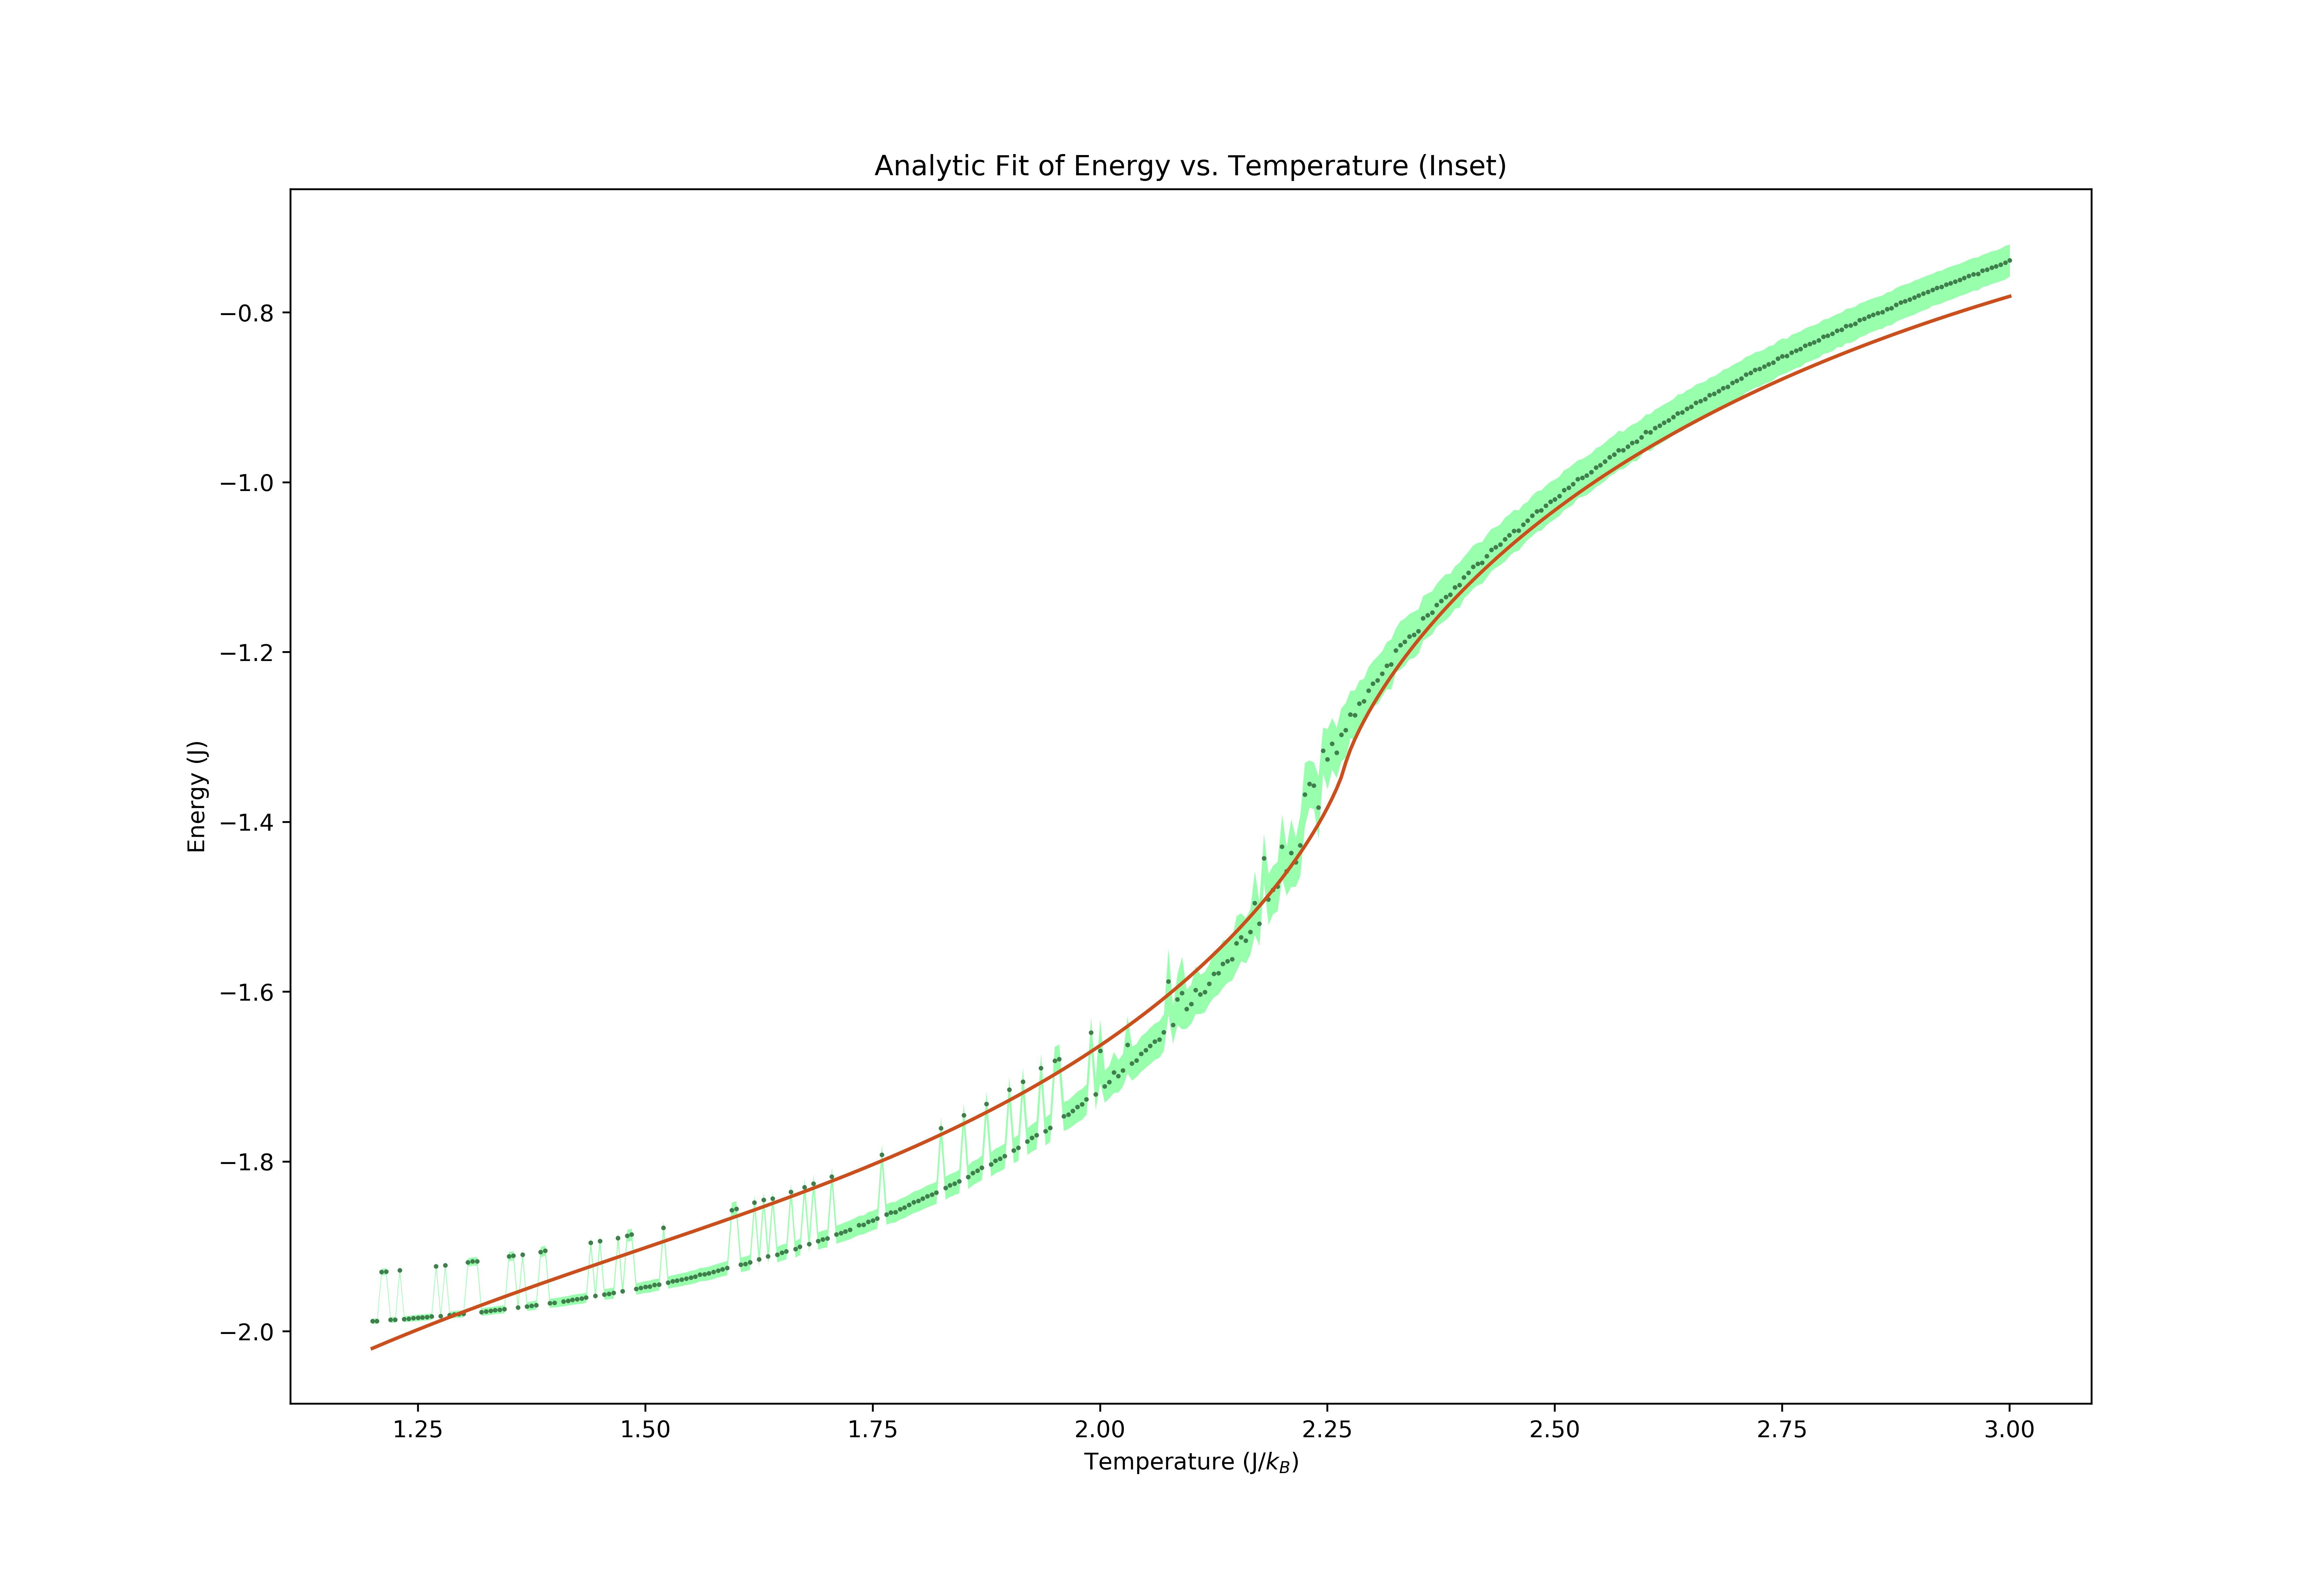 Analytic Fit of Energy vs. Temperature (Inset)
−0.8
−1.0
−1.2
−1.4
−1.6
−1.8
−2.0
Energy (J)
1.25 1.50 1.75 2.00 2.25 2.50 2.75 3.00
Temperature (J/k_B)